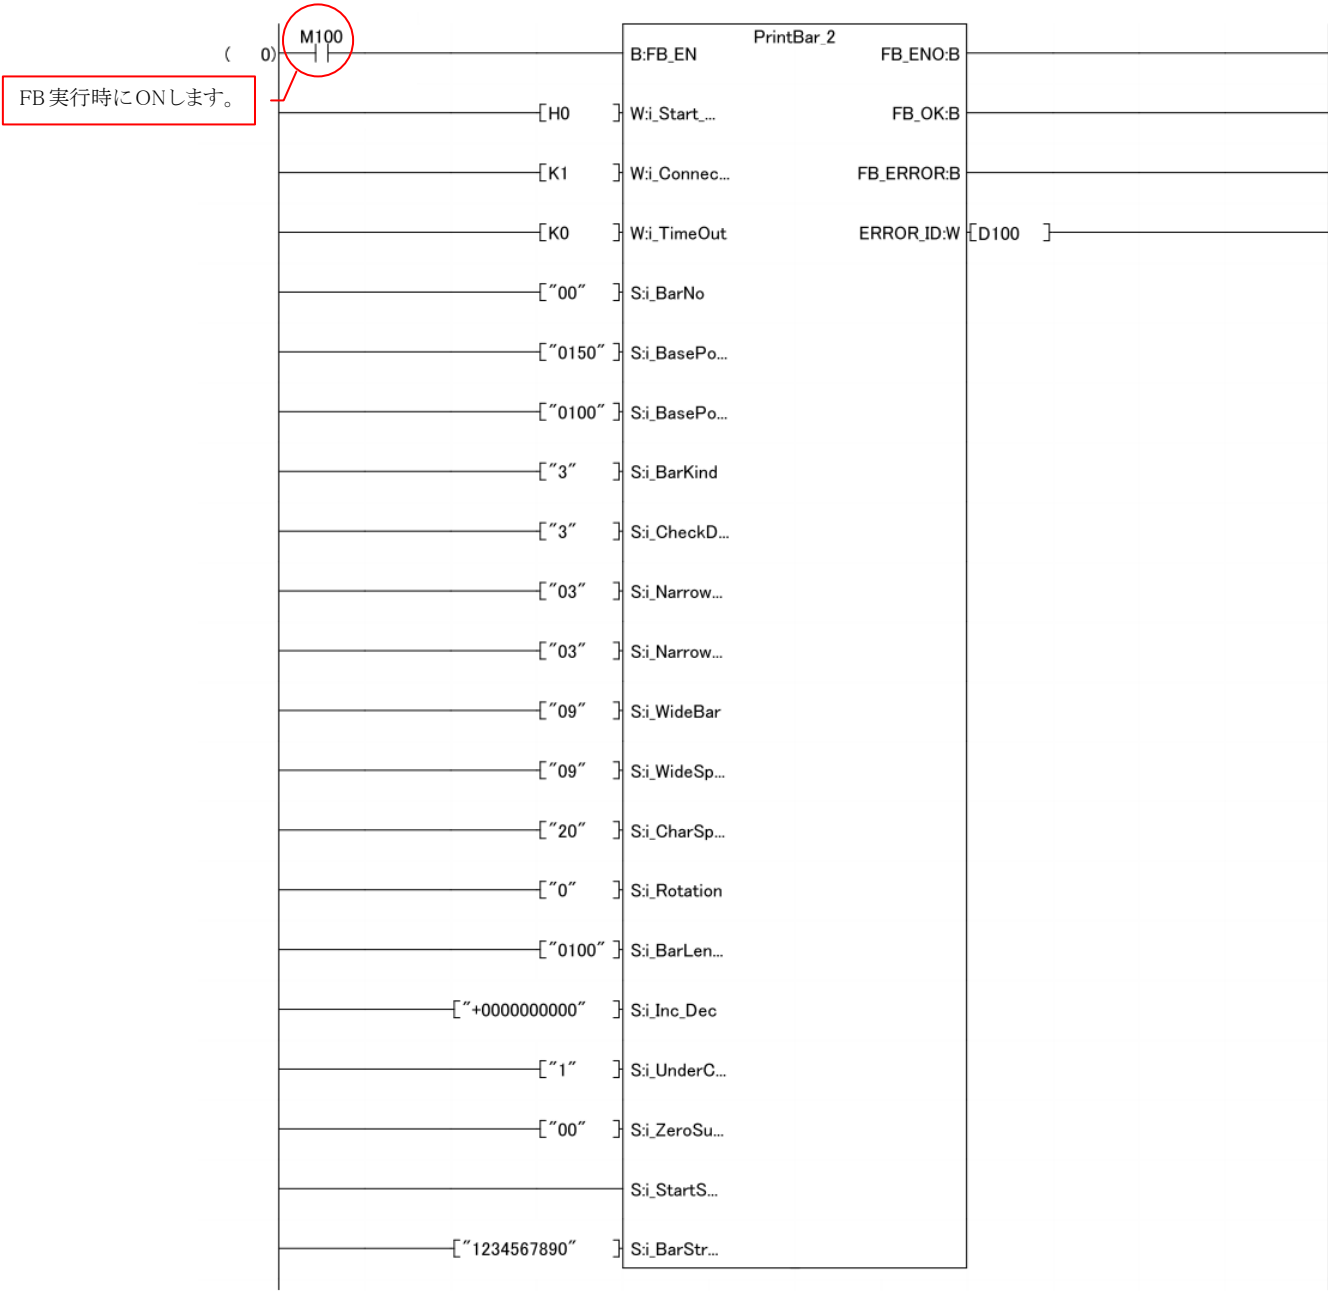 M100
PrintBar_2
( 0)
B:FB_EN FB_ENO:B
FB 実行時にONします。
[H0 ] W:i_Start_... FB_OK:B
[K1 ] W:i_Connec... FB_ERROR:B
[K0 ] W:i_TimeOut ERROR_ID:W [D100 ]
["00" ] S:i_BarNo
["0150" ] S:i_BasePo...
["0100" ] S:i_BasePo...
["3" ] S:i_BarKind
["3" ] S:i_CheckD...
["03" ] S:i_Narrow...
["03" ] S:i_Narrow...
["09" ] S:i_WideBar
["09" ] S:i_WideSp...
["20" ] S:i_CharSp...
["0" ] S:i_Rotation
["0100" ] S:i_BarLen...
["+0000000000" ] S:i_Inc_Dec
["1" ] S:i_UnderC...
["00" ] S:i_ZeroSu...
S:i_StartS...
["1234567890" ] S:i_BarStr...